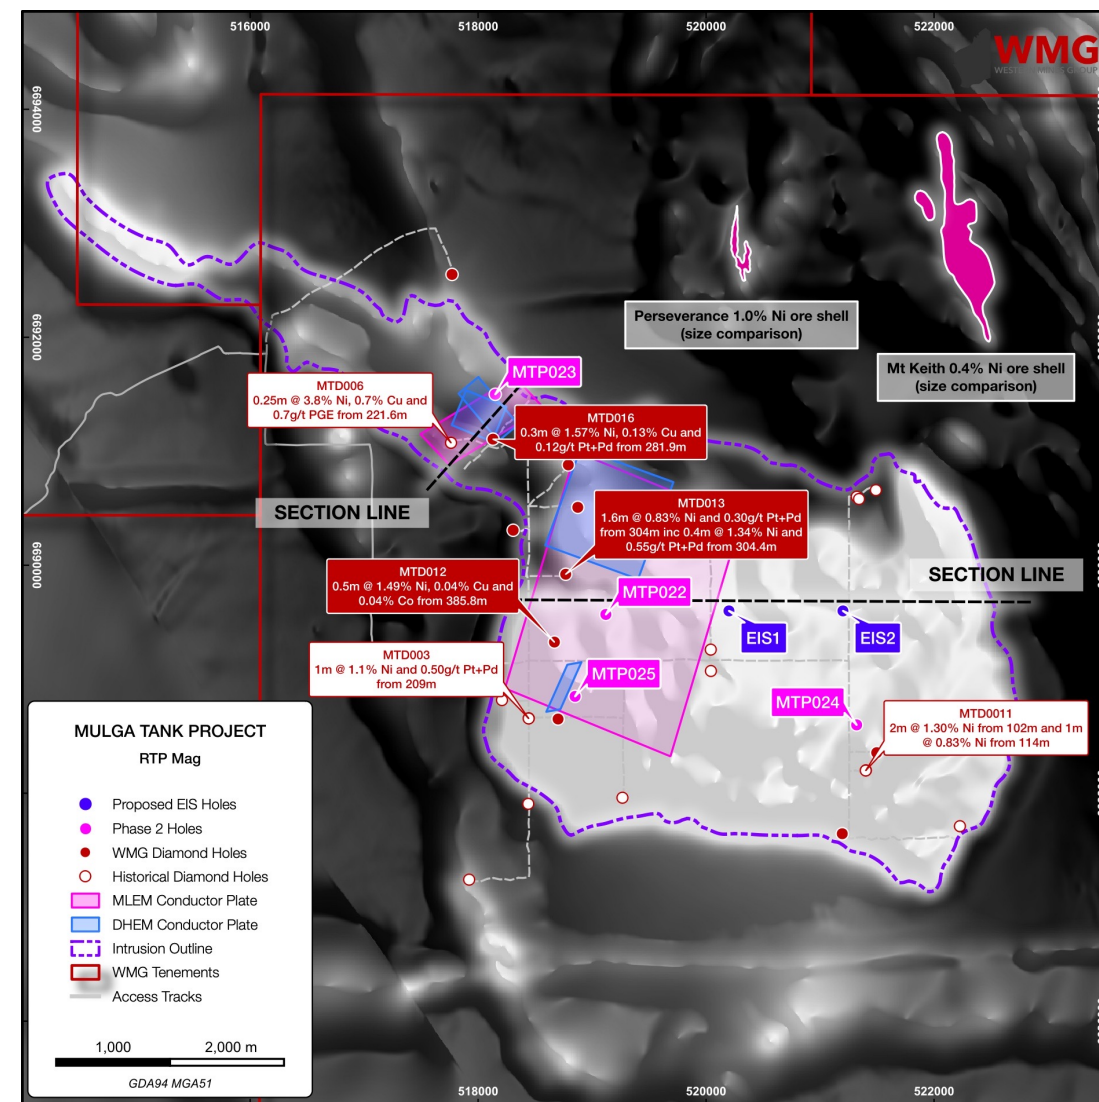 516000
518000
520000
522000
WMG
6694000
6692000
6690000
Perseverance 1.0% Ni ore shell
(size comparison)
Mt Keith 0.4% Ni ore shell
(size comparison)
MTP023
MTD006
0.25m @ 3.8% Ni, 0.7% Cu and
0.7g/t PGE from 221.6m
MTD016
0.3m @ 1.57% Ni, 0.13% Cu and
0.12g/t Pt+Pd from 281.9m
SECTION LINE
MTD013
1.6m @ 0.83% Ni and 0.30g/t Pt+Pd
from 304m inc 0.4m @ 1.34% Ni and
0.55g/t Pt+Pd from 304.4m
SECTION LINE
MTD012
0.5m @ 1.49% Ni, 0.04% Cu and
0.04% Co from 385.8m
MTP022
EIS1
EIS2
MTD003
1m @ 1.1% Ni and 0.50g/t Pt+Pd
from 209m
MTP025
MTP024
MTD0011
2m @ 1.30% Ni from 102m and 1m
@ 0.83% Ni from 114m
MULGA TANK PROJECT
RTP Mag
Proposed EIS Holes
Phase 2 Holes
WMG Diamond Holes
Historical Diamond Holes
MLEM Conductor Plate
DHEM Conductor Plate
Intrusion Outline
WMG Tenements
Access Tracks
1,000 2,000 m
GDA94 MGA51
518000
520000
522000